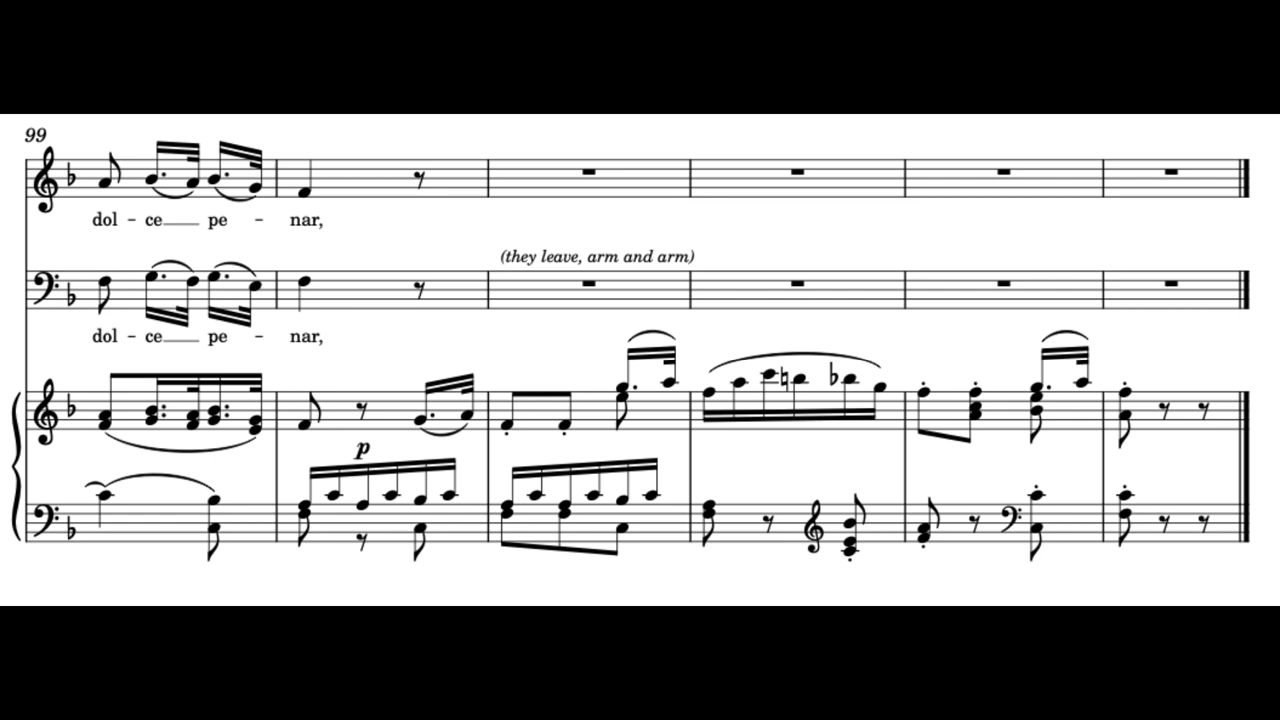 99
dol - ce pe - nar,
(they leave, arm and arm)
dol - ce pe - nar,
p